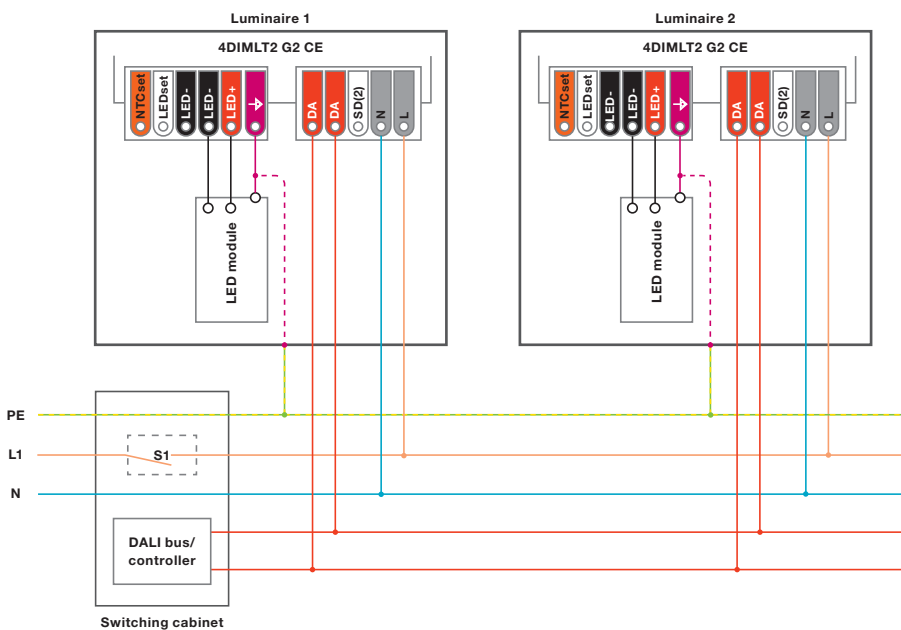 Luminaire 1
4DIMLT2 G2 CE
NTCset
LEDset
LED-
LED-
LED+
DA
DA
SD(2)
N
L
LED module
Luminaire 2
4DIMLT2 G2 CE
NTCset
LEDset
LED-
LED-
LED+
DA
DA
SD(2)
N
L
LED module
PE
L1
S1
N
DALI bus/
controller
Switching cabinet